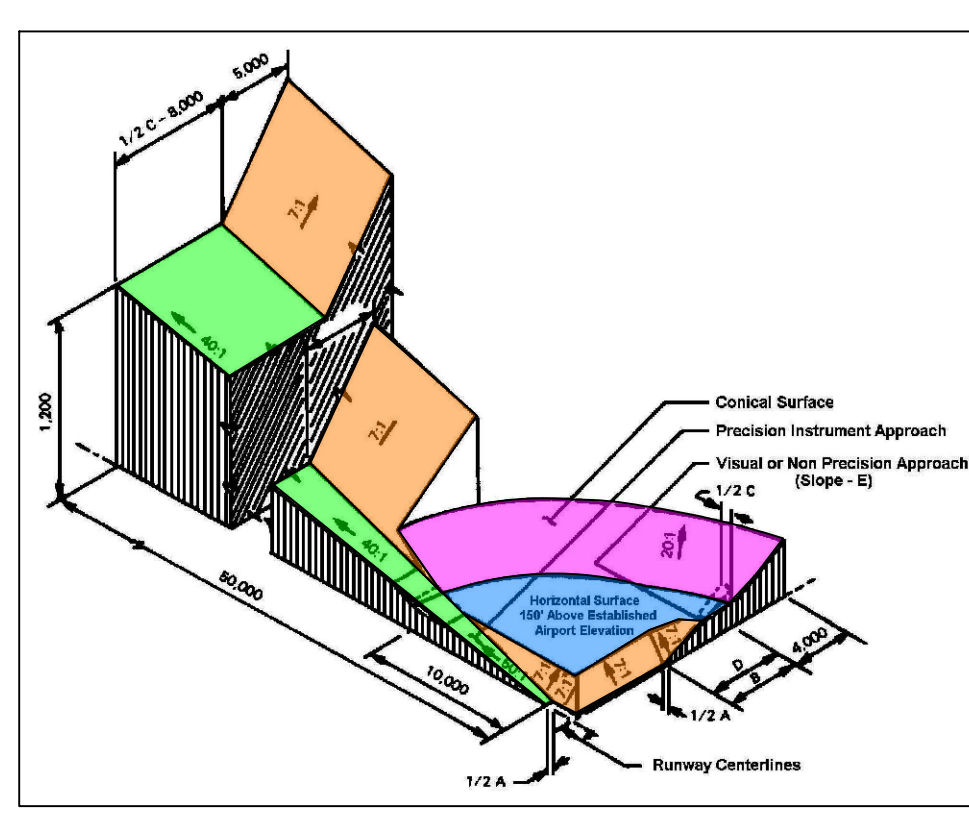 5,000
1/2 C – 8,000
7:1
40:1
1,200
7:1
Conical Surface
Precision Instrument Approach
Visual or Non Precision Approach
(Slope - E)
1/2 C
20:1
40:1
50,000
Horizontal Surface
150' Above Established
Airport Elevation
7:1
60:1
7:1
7:1
7:1
10,000
D
B
4,000
1/2 A
Runway Centerlines
1/2 A